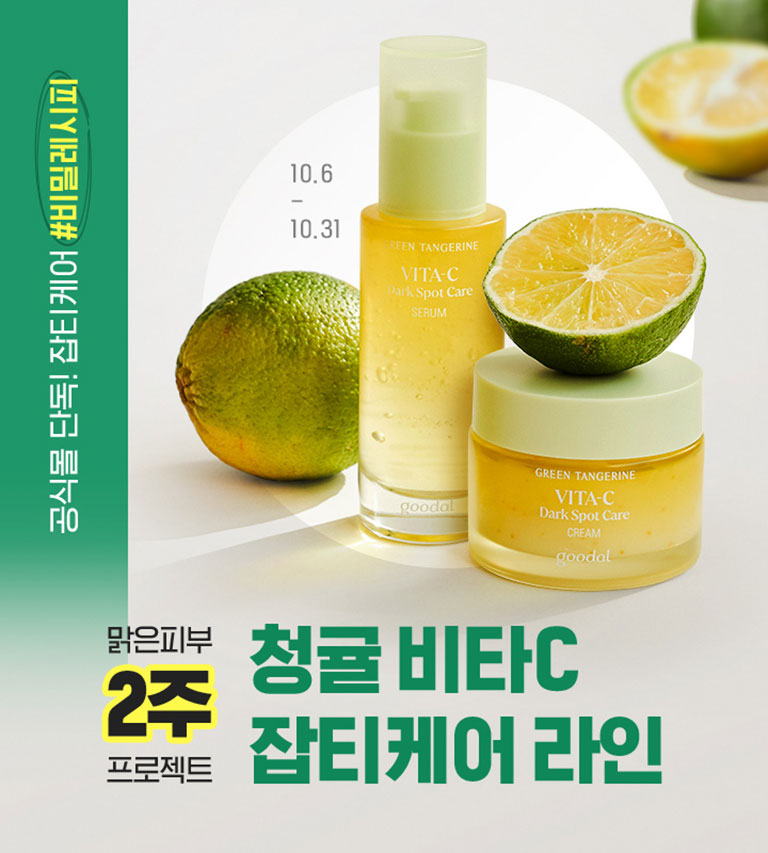 공식몰 단독! 잡티케어 #비밀레시피
10.6
–
10.31
GREEN TANGERINE
VITA-C
Dark Spot Care
SERUM
goodal
GREEN TANGERINE
VITA-C
Dark Spot Care
CREAM
goodal
맑은피부
2주
프로젝트
청귤 비타C
잡티케어 라인